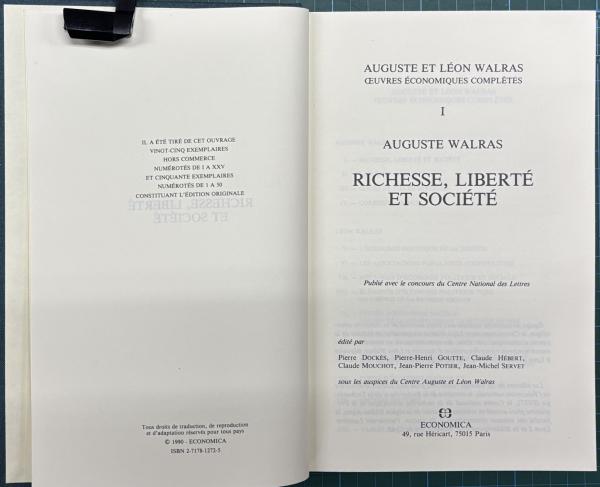 IL A ÉTÉ TIRÉ DE CET OUVRAGE
VINGT-CINQ EXEMPLAIRES
HORS COMMERCE
NUMÉROTÉS DE I A XXV
ET CINQUANTE EXEMPLAIRES
NUMÉROTÉS DE 1 A 50
CONSTITUANT L'ÉDITION ORIGINALE
Tous droits de traduction, de reproduction
et d'adaptation réservés pour tous pays
© 1990 - ECONOMICA
ISBN 2-7178-1272-5
AUGUSTE ET LÉON WALRAS
ŒUVRES ÉCONOMIQUES COMPLÈTES
I
AUGUSTE WALRAS
RICHESSE, LIBERTÉ
ET SOCIÉTÉ
Publié avec le concours du Centre National des Lettres
édité par
Pierre DOCKÈS, Pierre-Henri GOUTTE, Claude HÉBERT,
Claude MOUCHOT, Jean-Pierre POTIER, Jean-Michel SERVET
sous les auspices du Centre Auguste et Léon Walras
ECONOMICA
49, rue Héricart, 75015 Paris